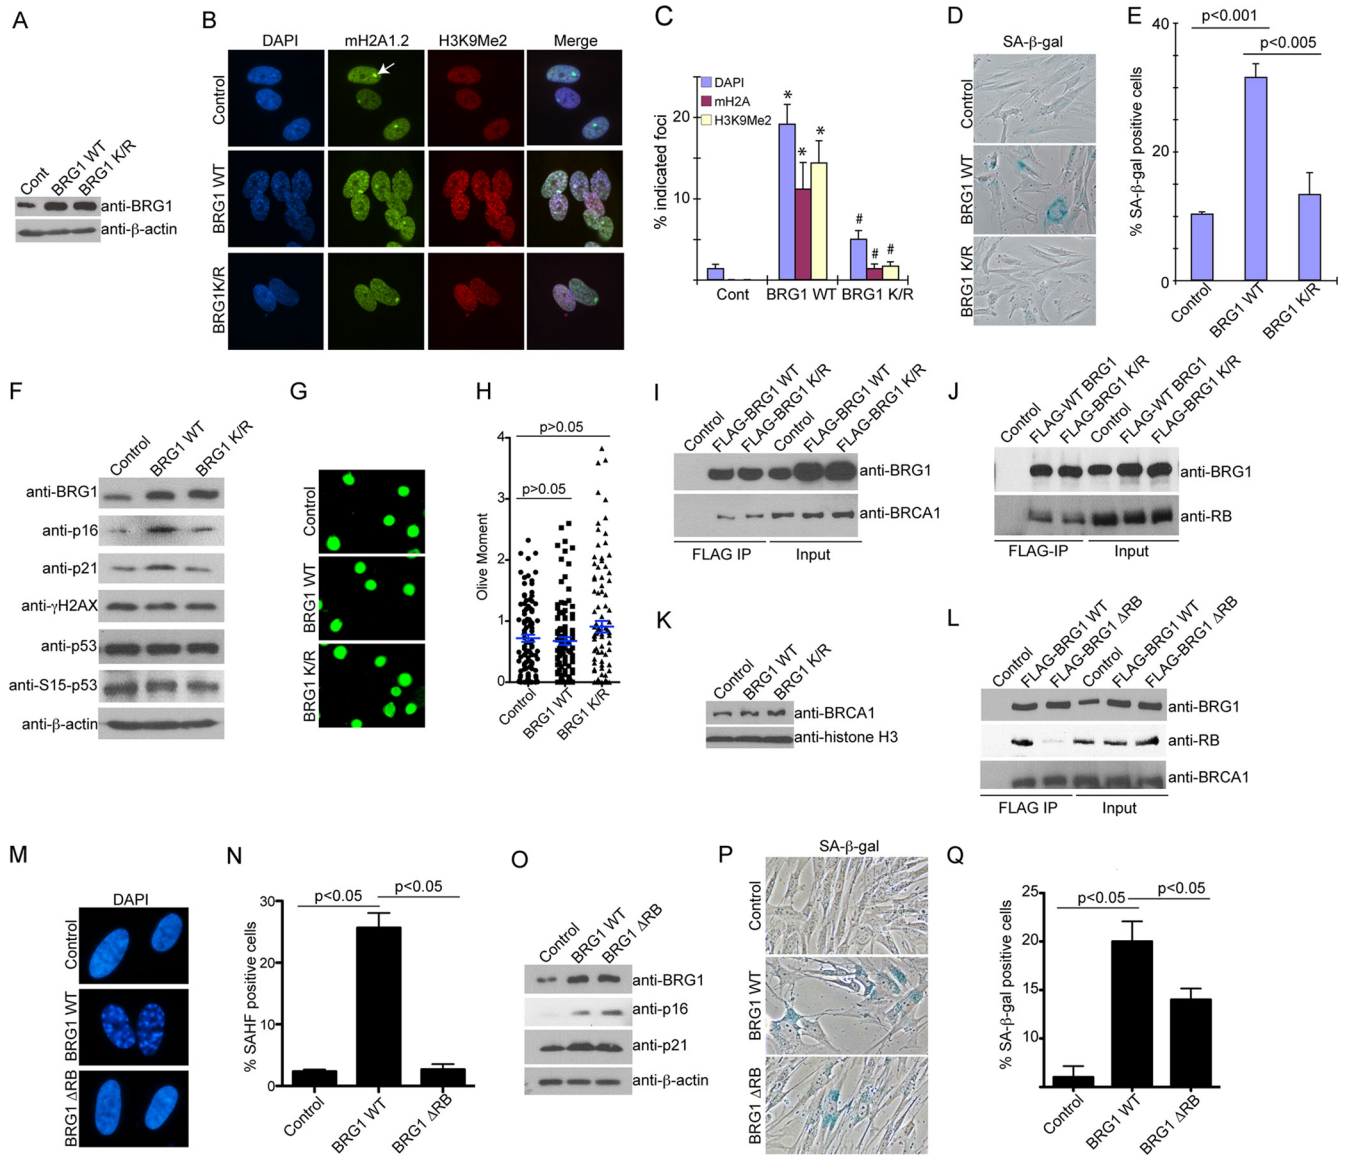 A
Cont
BRG1 WT
BRG1 K/R
anti-BRG1
anti-β-actin
B
DAPI mH2A1.2 H3K9Me2 Merge
Control
BRG1 WT
BRG1K/R
C
DAPI
mH2A
H3K9Me2
% indicated foci
20
10
* * *
# # #
Cont BRG1 WT BRG1 K/R
D
SA-β-gal
Control
BRG1 WT
BRG1 K/R
E
p<0.001
p<0.005
% SA-β-gal positive cells
40
20
0
Control
BRG1 WT
BRG1 K/R
F
Control
BRG1 WT
BRG1 K/R
anti-BRG1
anti-p16
anti-p21
anti-γH2AX
anti-p53
anti-S15-p53
anti-β-actin
G
Control
BRG1 WT
BRG1 K/R
H
p>0.05
p>0.05
Olive Moment
4
3
2
1
0
Control
BRG1 WT
BRG1 K/R
I
Control
FLAG-BRG1 WT
FLAG-BRG1 K/R
Control
FLAG-BRG1 WT
FLAG-BRG1 K/R
anti-BRG1
anti-BRCA1
FLAG IP Input
J
Control
FLAG-WT BRG1
FLAG-BRG1 K/R
Control
FLAG-WT BRG1
FLAG-BRG1 K/R
anti-BRG1
anti-RB
FLAG-IP Input
K
Control
BRG1 WT
BRG1 K/R
anti-BRCA1
anti-histone H3
L
Control
FLAG-BRG1 WT
FLAG-BRG1 ΔRB
Control
FLAG-BRG1 WT
FLAG-BRG1 ΔRB
anti-BRG1
anti-RB
anti-BRCA1
FLAG IP Input
M
DAPI
Control
BRG1 WT
BRG1 ΔRB
N
p<0.05
p<0.05
% SAHF positive cells
30
20
10
0
Control
BRG1 WT
BRG1 ΔRB
O
Control
BRG1 WT
BRG1 ΔRB
anti-BRG1
anti-p16
anti-p21
anti-β-actin
P
SA-β-gal
Control
BRG1 WT
BRG1 ΔRB
Q
p<0.05
p<0.05
% SA-β-gal positive cells
25
20
15
10
Control
BRG1 WT
BRG1 ΔRB